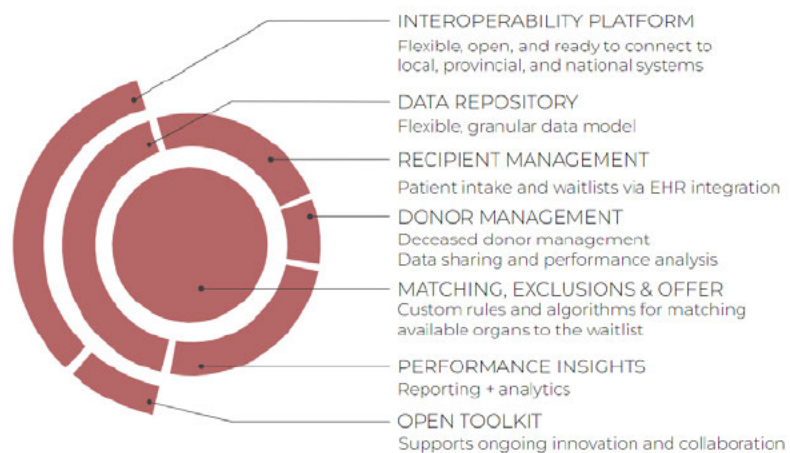 INTEROPERABILITY PLATFORM
Flexible, open, and ready to connect to
local, provincial, and national systems
DATA REPOSITORY
Flexible, granular data model
RECIPIENT MANAGEMENT
Patient intake and waitlists via EHR integration
DONOR MANAGEMENT
Deceased donor management
Data sharing and performance analysis
MATCHING, EXCLUSIONS & OFFER
Custom rules and algorithms for matching
available organs to the waitlist
PERFORMANCE INSIGHTS
Reporting + analytics
OPEN TOOLKIT
Supports ongoing innovation and collaboration